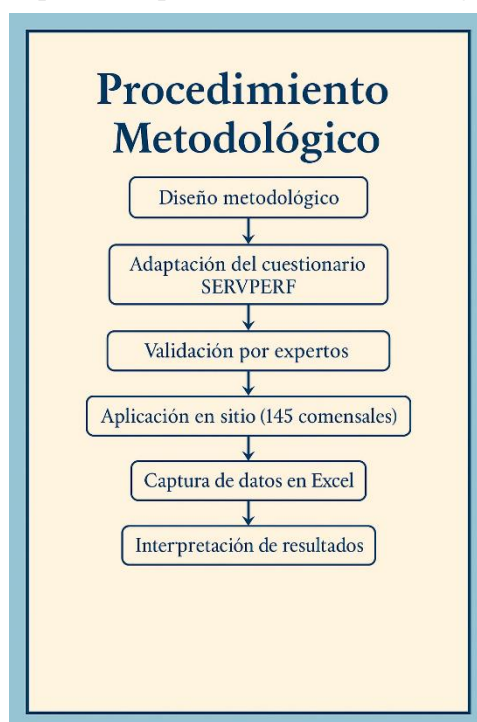 Procedimiento
Metodológico
Diseño metodológico
Adaptación del cuestionario
SERVPERF
Validación por expertos
Aplicación en sitio (145 comensales)
Captura de datos en Excel
Interpretación de resultados